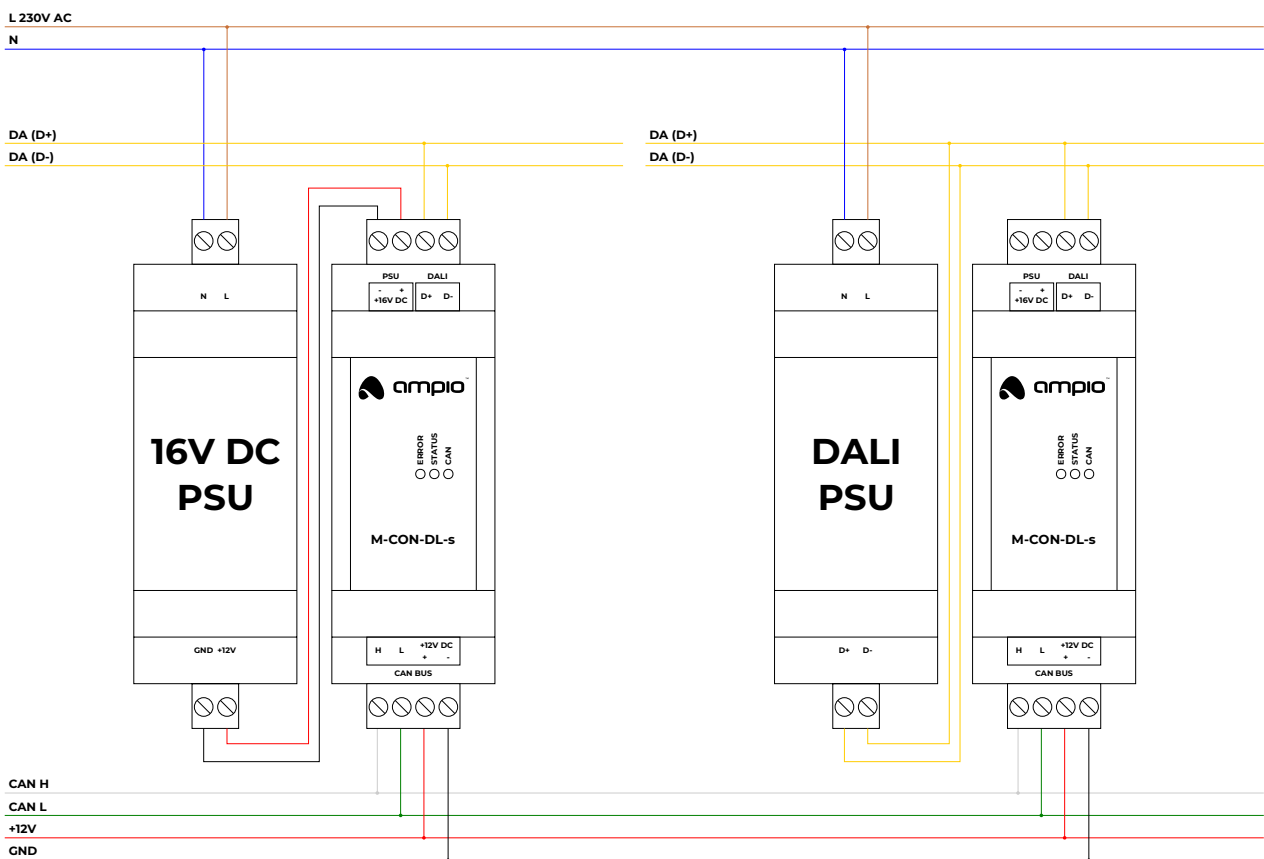 L 230V AC
N
DA (D+)
DA (D-)
DA (D+)
DA (D-)
N L
PSU DALI
- +
+16V DC
D+ D-
N L
PSU DALI
- +
+16V DC
D+ D-
16V DC
PSU
ampio™
ERROR
STATUS
CAN
M-CON-DL-s
DALI
PSU
ampio™
ERROR
STATUS
CAN
M-CON-DL-s
GND +12V
H L +12V DC
+ -
CAN BUS
D+ D-
H L +12V DC
+ -
CAN BUS
CAN H
CAN L
+12V
GND